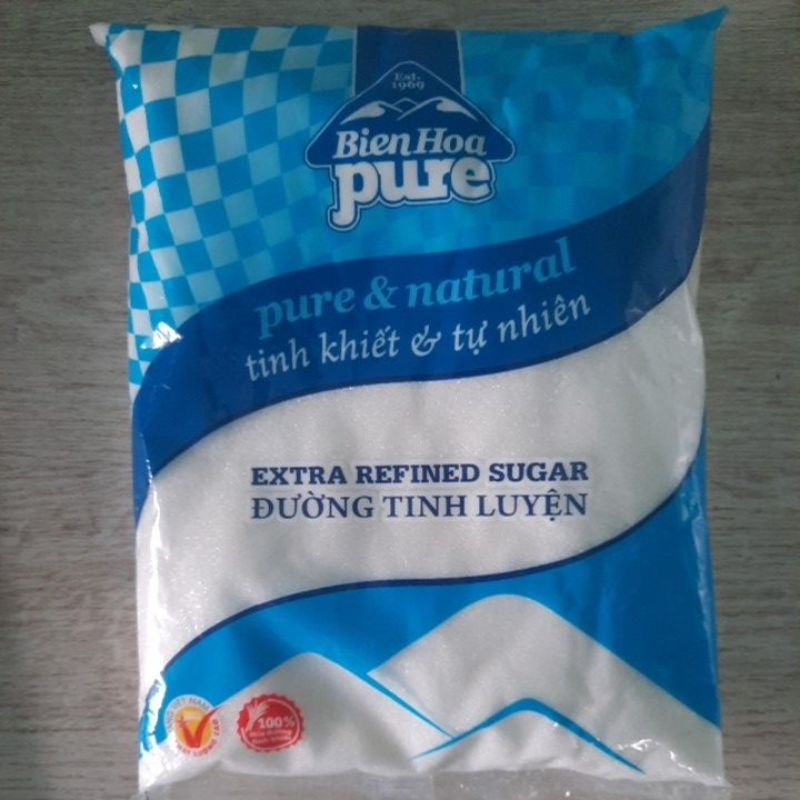 Est.
1969
Bien Hoa
pure
pure & natural
tinh khiết & tự nhiên
EXTRA REFINED SUGAR
ĐƯỜNG TINH LUYỆN
100%